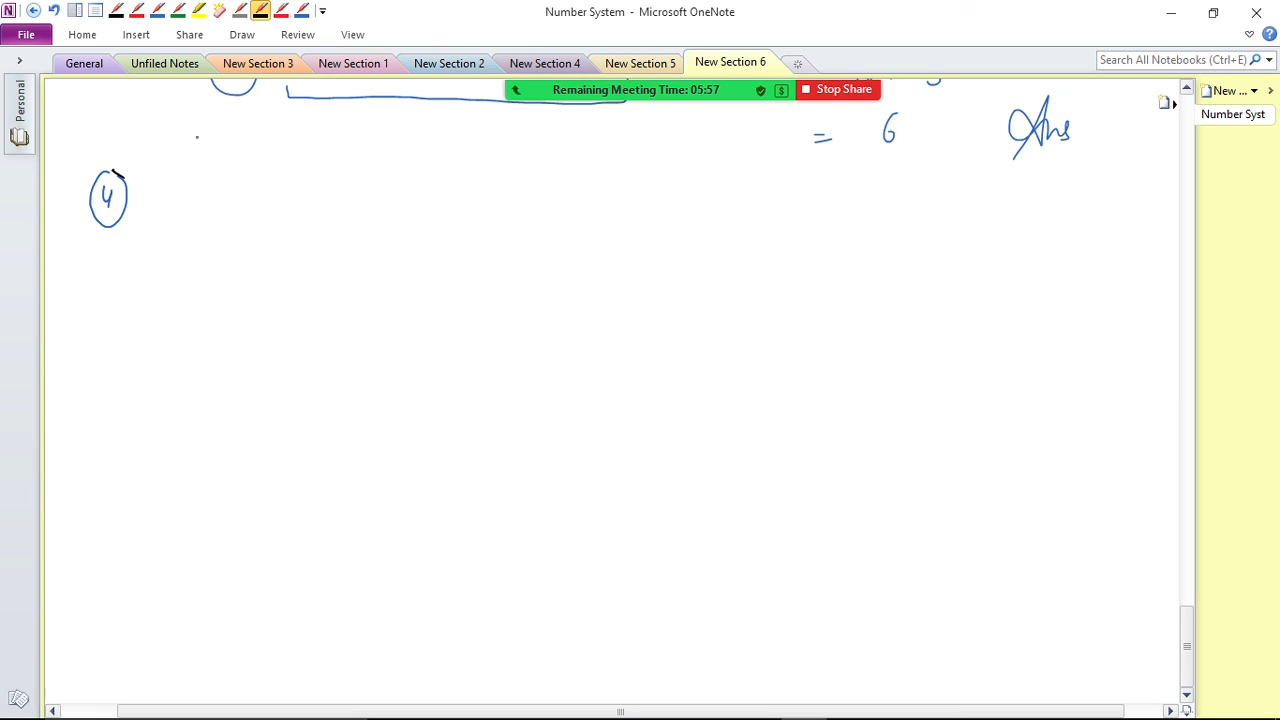 Number System - Microsoft OneNote
File Home Insert Share Draw Review View
General Unfiled Notes New Section 3 New Section 1 New Section 2 New Section 4 New Section 5 New Section 6
Search All Notebooks (Ctrl+E)
Remaining Meeting Time: 05:57
Stop Share
New ...
Personal
Number Syst
= 6 Ans
4